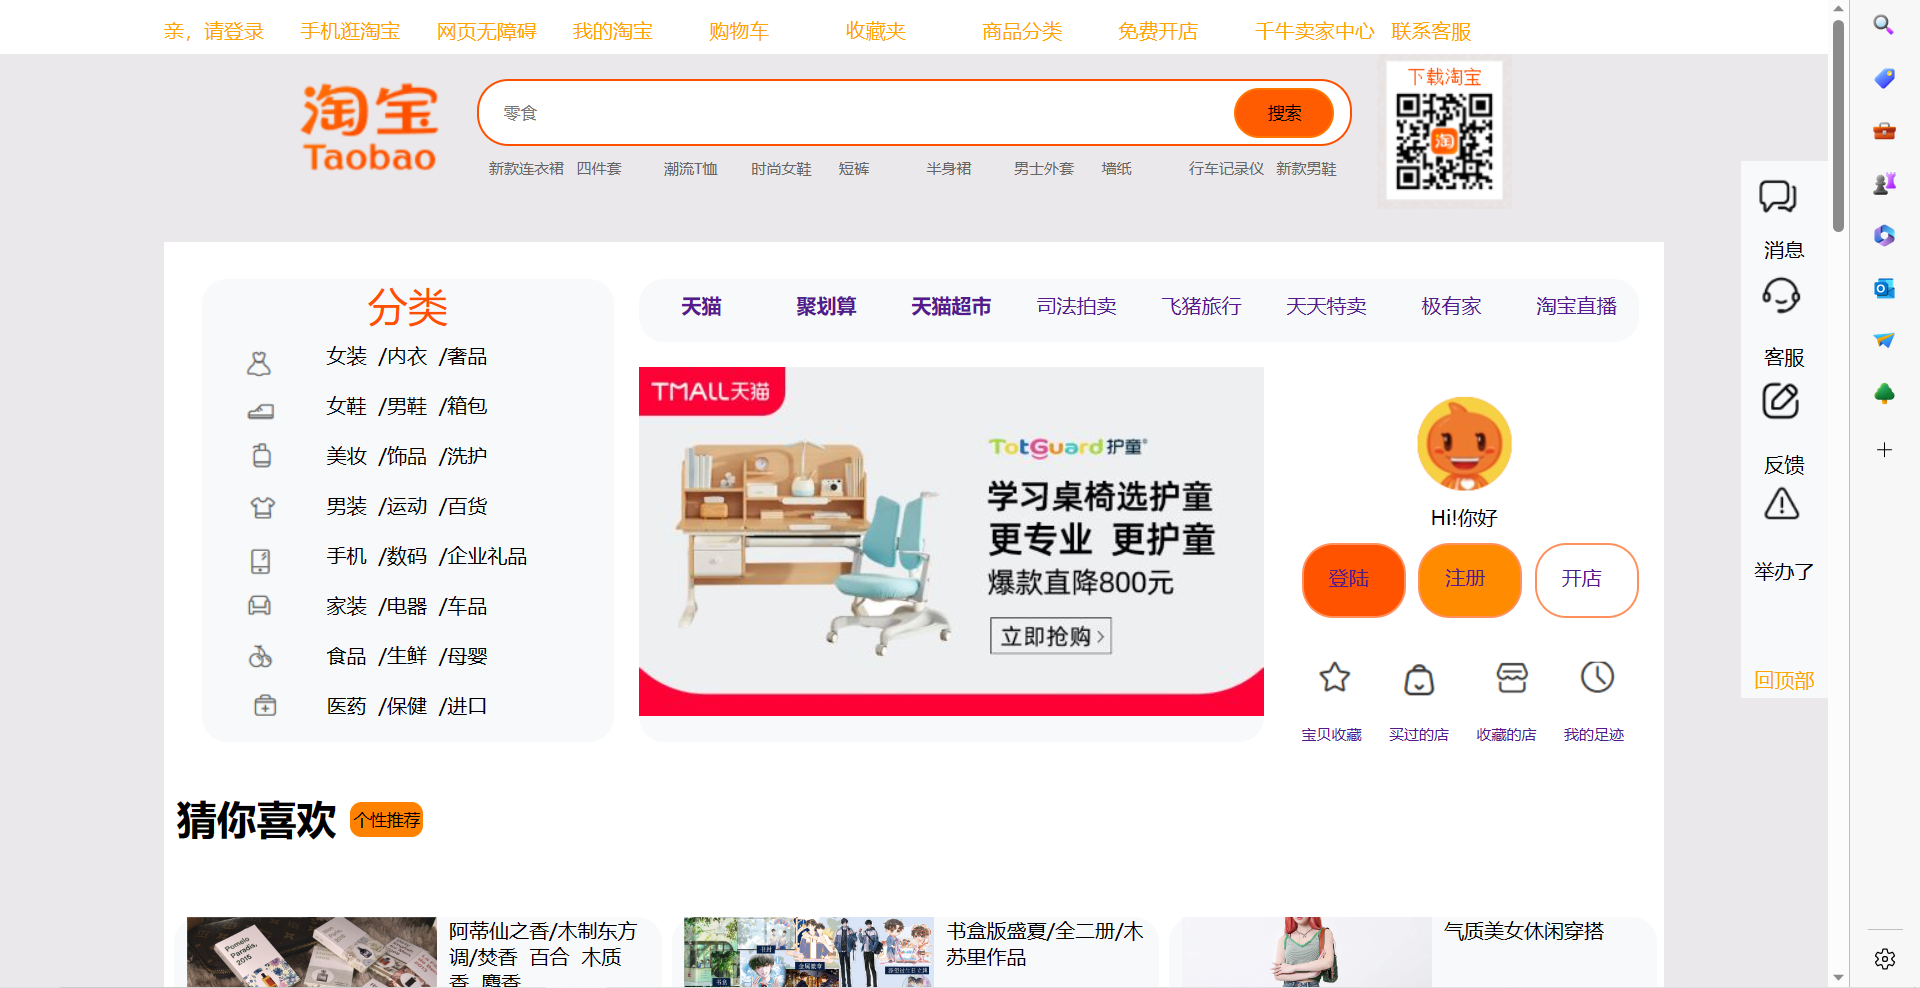 亲，请登录 手机逛淘宝 网页无障碍 我的淘宝 购物车 收藏夹 商品分类 免费开店 千牛卖家中心 联系客服
下载淘宝
淘宝
Taobao
零食
搜索
淘
新款连衣裙 四件套 潮流T恤 时尚女鞋 短裤 半身裙 男士外套 墙纸 行车记录仪 新款男鞋
消息
客服
反馈
举办了
回顶部
分类
女装 /内衣 /奢品
女鞋 /男鞋 /箱包
美妆 /饰品 /洗护
男装 /运动 /百货
手机 /数码 /企业礼品
家装 /电器 /车品
食品 /生鲜 /母婴
医药 /保健 /进口
天猫 聚划算 天猫超市 司法拍卖 飞猪旅行 天天特卖 极有家 淘宝直播
TMALL天猫
TotGuard护童
学习桌椅选护童
更专业 更护童
爆款直降800元
立即抢购>
Hi!你好
登陆 注册 开店
宝贝收藏 买过的店 收藏的店 我的足迹
猜你喜欢 个性推荐
Pomelo
Paradis,
2015
阿蒂仙之香/木制东方
调/焚香 百合 木质
香 麝香
书盒版盛夏/全二册/木
苏里作品
气质美女休闲穿搭